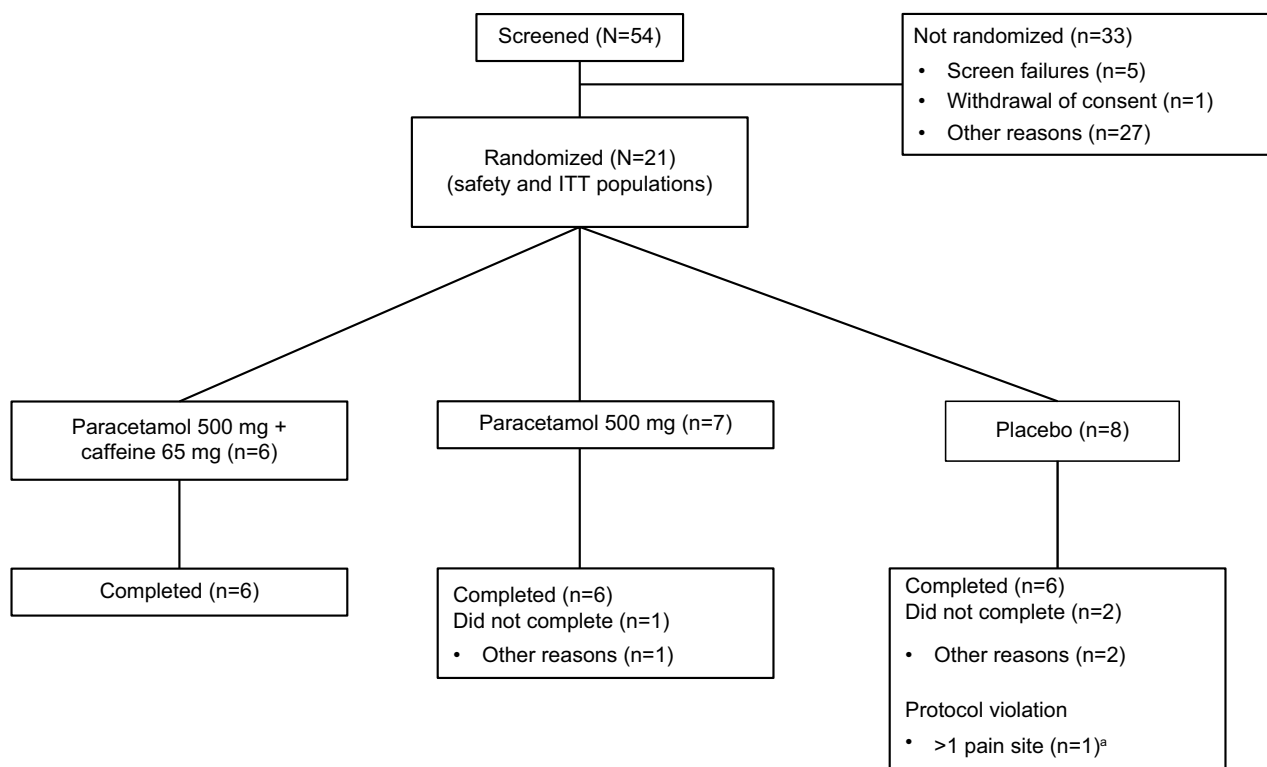 Screened (N=54)
Not randomized (n=33)
• Screen failures (n=5)
• Withdrawal of consent (n=1)
• Other reasons (n=27)
Randomized (N=21)
(safety and ITT populations)
Paracetamol 500 mg +
caffeine 65 mg (n=6)
Paracetamol 500 mg (n=7)
Placebo (n=8)
Completed (n=6)
Completed (n=6)
Did not complete (n=1)
• Other reasons (n=1)
Completed (n=6)
Did not complete (n=2)
• Other reasons (n=2)
Protocol violation
• >1 pain site (n=1)ᵃ